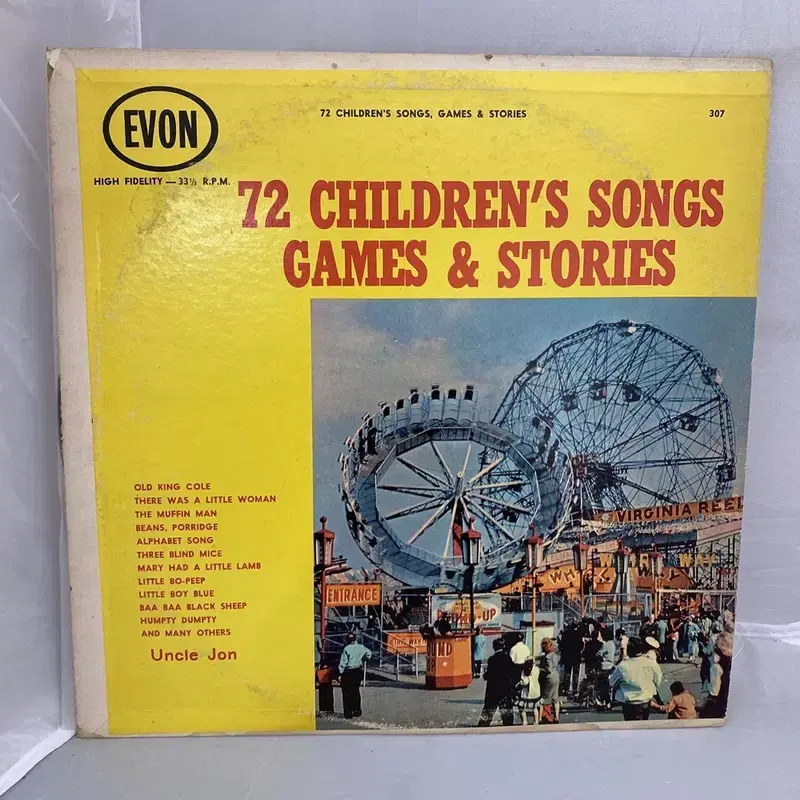 EVON
72 CHILDREN'S SONGS, GAMES & STORIES
307
HIGH FIDELITY — 33⅓ R.P.M.
72 CHILDREN'S SONGS
GAMES & STORIES
OLD KING COLE
THERE WAS A LITTLE WOMAN
THE MUFFIN MAN
BEANS, PORRIDGE
ALPHABET SONG
THREE BLIND MICE
MARY HAD A LITTLE LAMB
LITTLE BO-PEEP
LITTLE BOY BLUE
BAA BAA BLACK SHEEP
HUMPTY DUMPTY
AND MANY OTHERS
Uncle Jon
VIRGINIA REEL
ENTRANCE